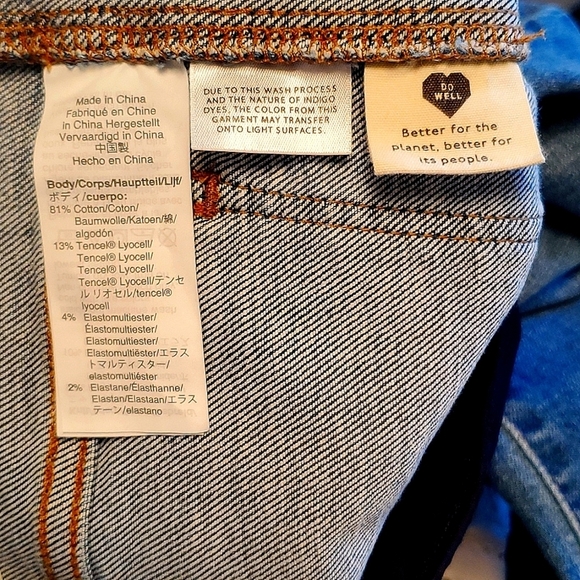 Made in China
Fabriqué en Chine
in China Hergestellt
Vervaardigd in China
中国製
Hecho en China
Body/Corps/Hauptteil/Lijf/
ボディ/cuerpo:
81% Cotton/Coton/
Baumwolle/Katoen/綿/
algodón
13% Tencel® Lyocell/
Tencel® Lyocell/
Tencel® Lyocell/
Tencel® Lyocell/テンセ
ル リオセル/tencel®
lyocell
4% Elastomultiester/
Élastomultiester/
Elastomultiester/
Elastomultiëster/エラス
トマルティスター/
elastomultiéster
2% Elastane/Élasthanne/
Elastan/Elastaan/エラス
テーン/elastano
DUE TO THIS WASH PROCESS
AND THE NATURE OF INDIGO
DYES, THE COLOR FROM THIS
GARMENT MAY TRANSFER
ONTO LIGHT SURFACES.
DO
WELL
Better for the
planet, better for
its people.